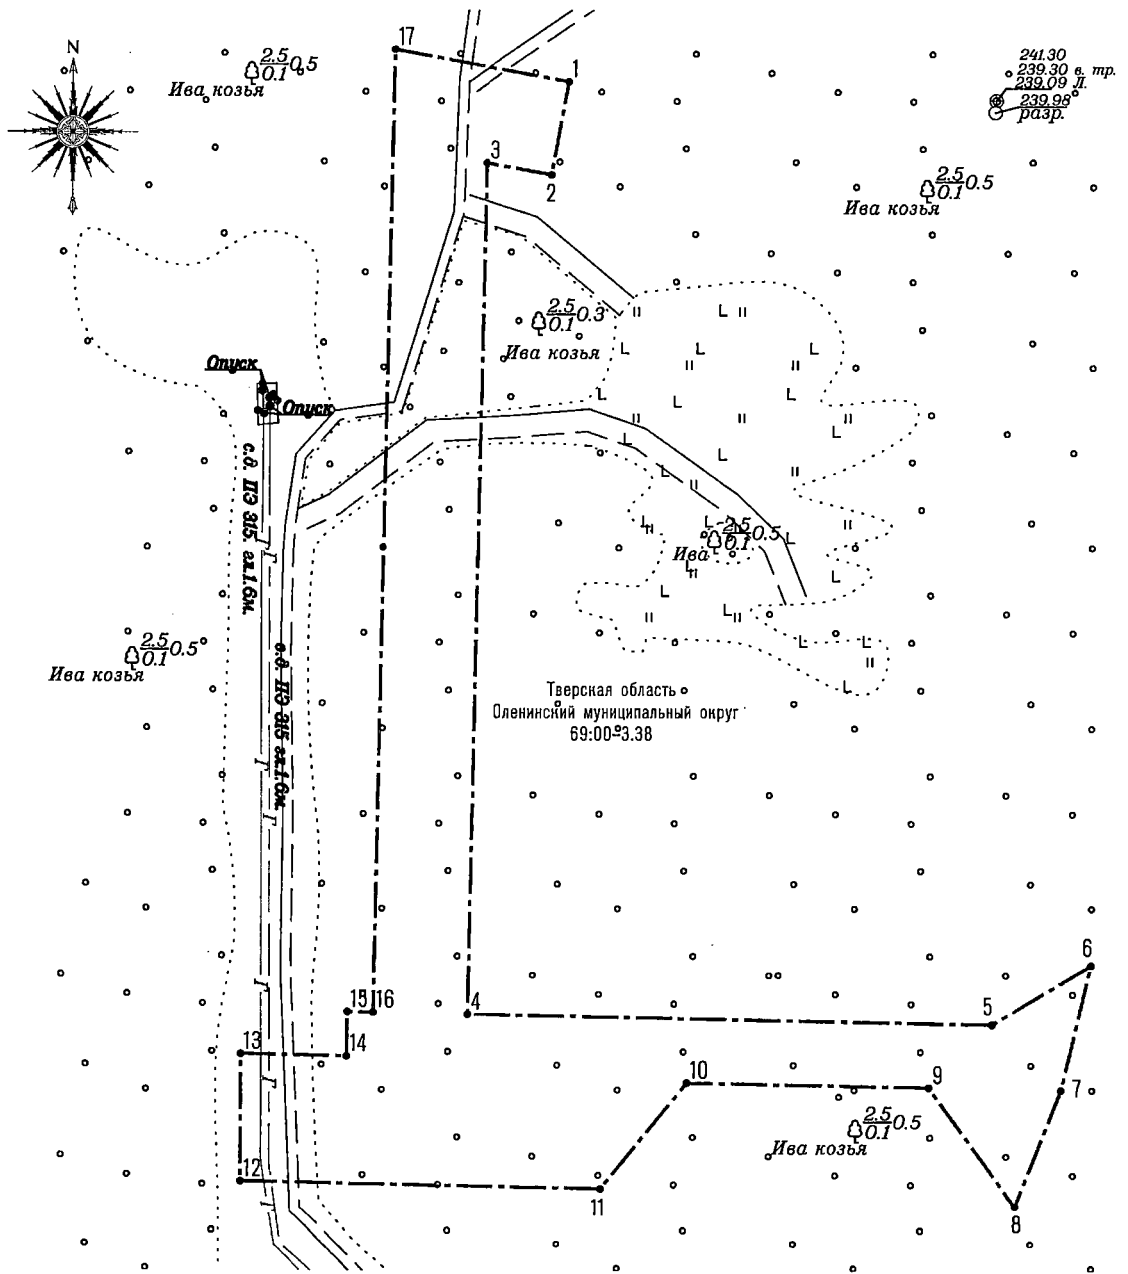 N
17
1
2.5 0.5
0.1
Ива козья
241.30
239.30 в. тр.
239.09 Л.
239.98
разр.
3
2
2.5 0.5
0.1
Ива козья
2.5 0.3
0.1
Ива козья
Опуск
Опуск
с.д. ПЭ 315. гл.1.6м.
2.5 0.5
0.1
Ива
2.5 0.5
0.1
Ива козья
с.д. ПЭ 315 гл.1.6м.
Тверская область
Оленинский муниципальный округ
69:00-3.38
Г
Г
Г
Г
Г
Г
Г
6
15
16
4
5
13
14
10
9
7
2.5 0.5
0.1
Ива козья
12
11
8